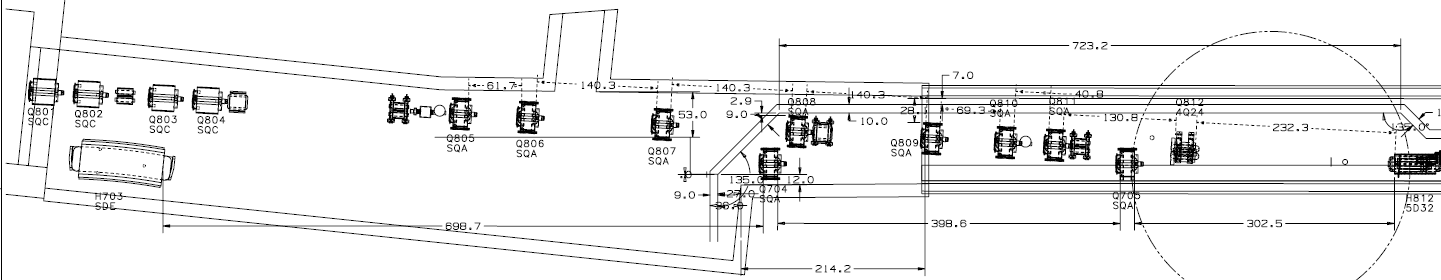 723.2
7.0
61.7
140.3
140.3
140.3
40.8
Q801
SQC
Q802
SQC
Q803
SQC
Q804
SQC
2.9
9.0
Q808
SQA
10.0
28.
69.3
Q810
SQA
Q811
SQA
Q812
4Q24
130.8
232.3
53.0
Q805
SQA
Q806
SQA
Q807
SQA
Q809
SQA
135.0
12.0
9.0
27.0
Q704
SQA
Q705
SQA
H703
SDE
H812
SD32
698.7
398.6
302.5
214.2